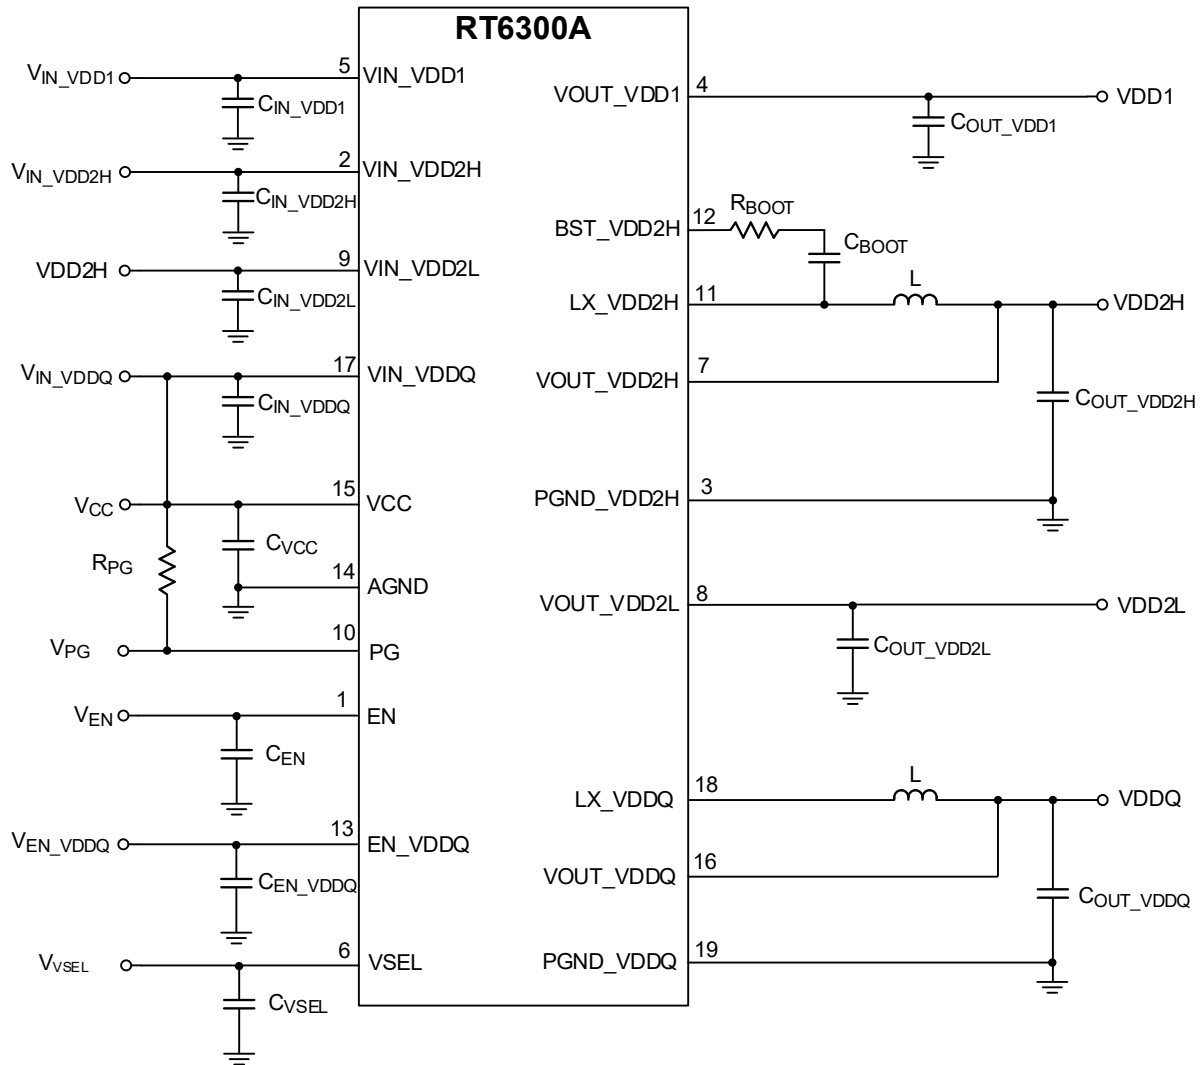 RT6300A
VIN_VDD1
5
VIN_VDD1
CIN_VDD1
VIN_VDD2H
2
VIN_VDD2H
CIN_VDD2H
VDD2H
9
VIN_VDD2L
CIN_VDD2L
VIN_VDDQ
17
VIN_VDDQ
CIN_VDDQ
VCC
15
VCC
CVCC
RPG
14
AGND
VPG
10
PG
VEN
1
EN
CEN
VEN_VDDQ
13
EN_VDDQ
CEN_VDDQ
VVSEL
6
VSEL
CVSEL
VOUT_VDD1
4
VDD1
COUT_VDD1
BST_VDD2H
12
RBOOT
CBOOT
LX_VDD2H
11
L
VDD2H
VOUT_VDD2H
7
COUT_VDD2H
PGND_VDD2H
3
VOUT_VDD2L
8
VDD2L
COUT_VDD2L
LX_VDDQ
18
L
VDDQ
VOUT_VDDQ
16
COUT_VDDQ
PGND_VDDQ
19